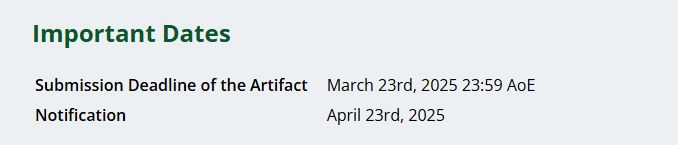 Important Dates
Submission Deadline of the Artifact March 23rd, 2025 23:59 AoE
Notification April 23rd, 2025